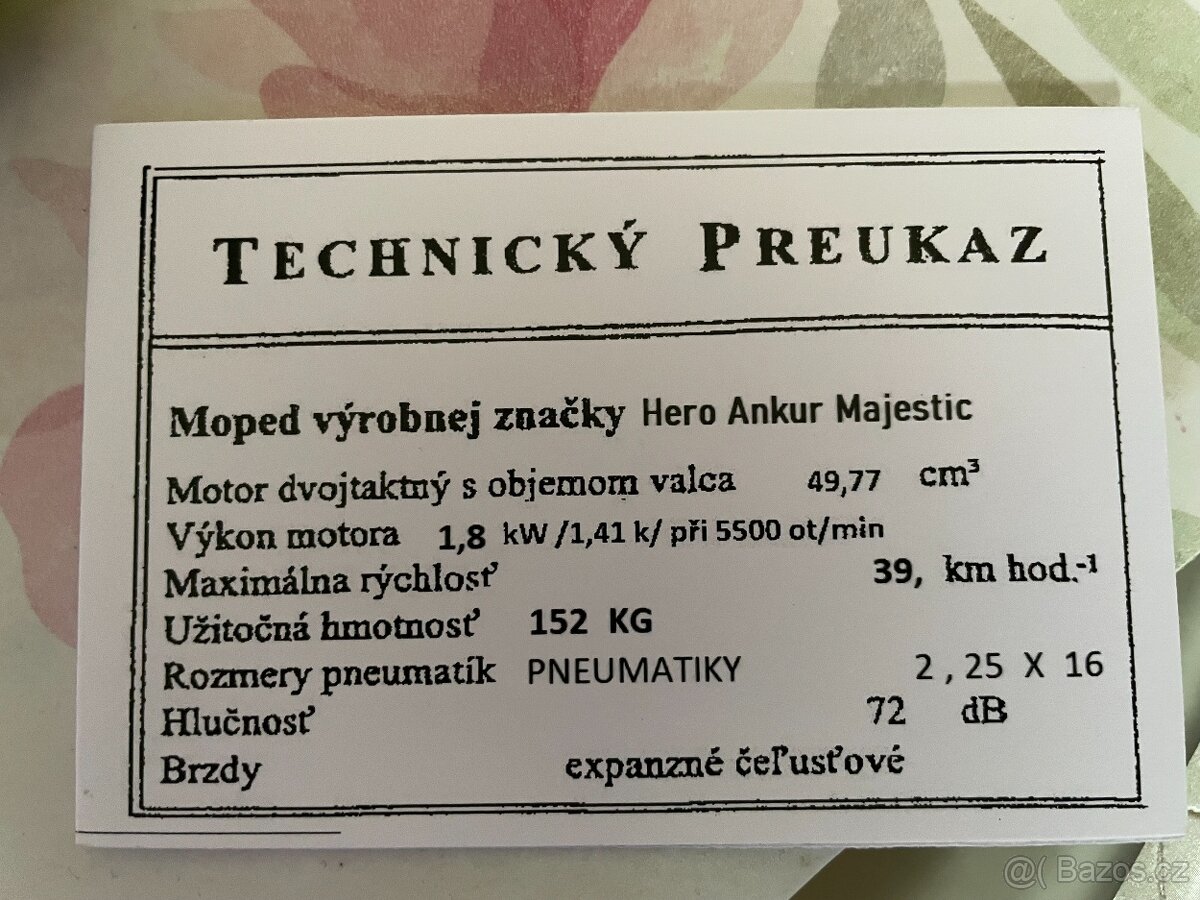 TECHNICKÝ PREUKAZ
Moped výrobnej značky Hero Ankur Majestic
Motor dvojtaktný s objemom valca 49,77 cm³
Výkon motora 1,8 kW /1,41 k/ při 5500 ot/min
Maximálna rýchlosť 39, km hod.⁻¹
Užitočná hmotnosť 152 KG
Rozmery pneumatík PNEUMATIKY 2 , 25 X 16
Hlučnosť 72 dB
Brzdy expanzné čeľusťové
@( Bazos.cz